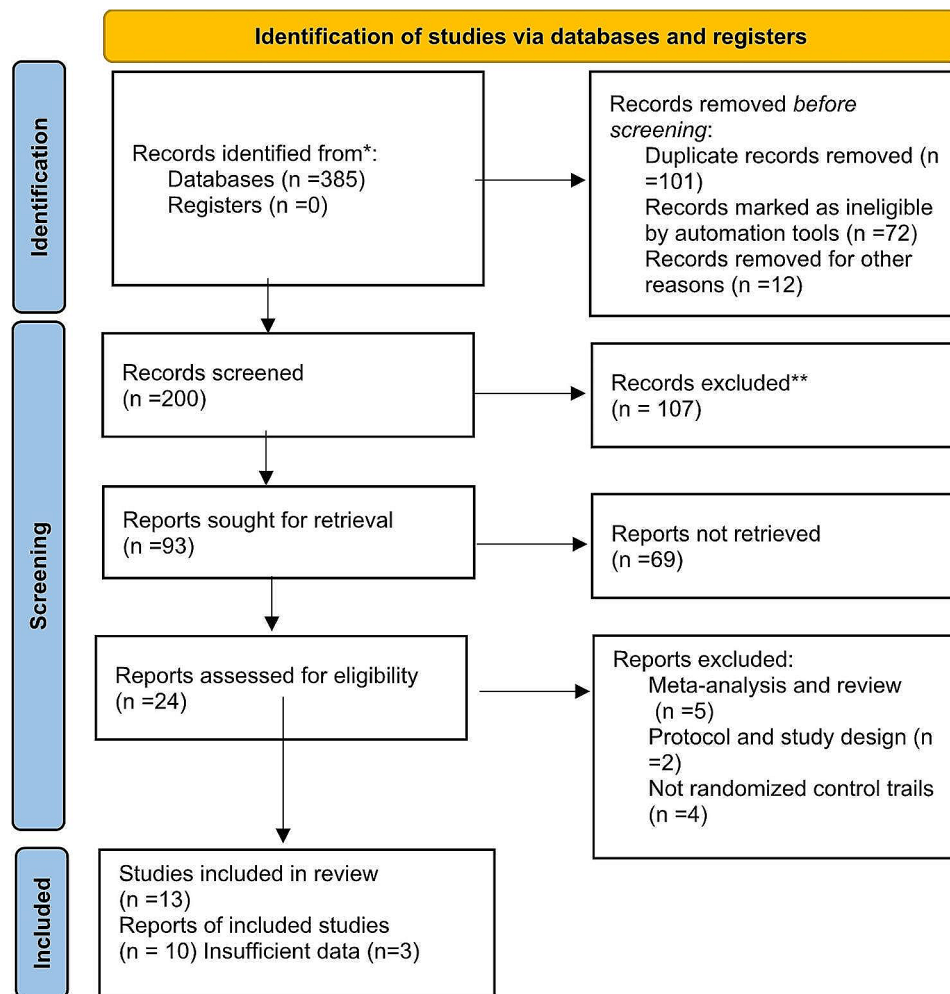 Identification of studies via databases and registers
Identification
Records identified from*:
Databases (n =385)
Registers (n =0)
Records removed before
screening:
Duplicate records removed (n
=101)
Records marked as ineligible
by automation tools (n =72)
Records removed for other
reasons (n =12)
Screening
Records screened
(n =200)
Records excluded**
(n = 107)
Reports sought for retrieval
(n =93)
Reports not retrieved
(n =69)
Reports assessed for eligibility
(n =24)
Reports excluded:
Meta-analysis and review
(n =5)
Protocol and study design (n
=2)
Not randomized control trails
(n =4)
Included
Studies included in review
(n =13)
Reports of included studies
(n = 10) Insufficient data (n=3)